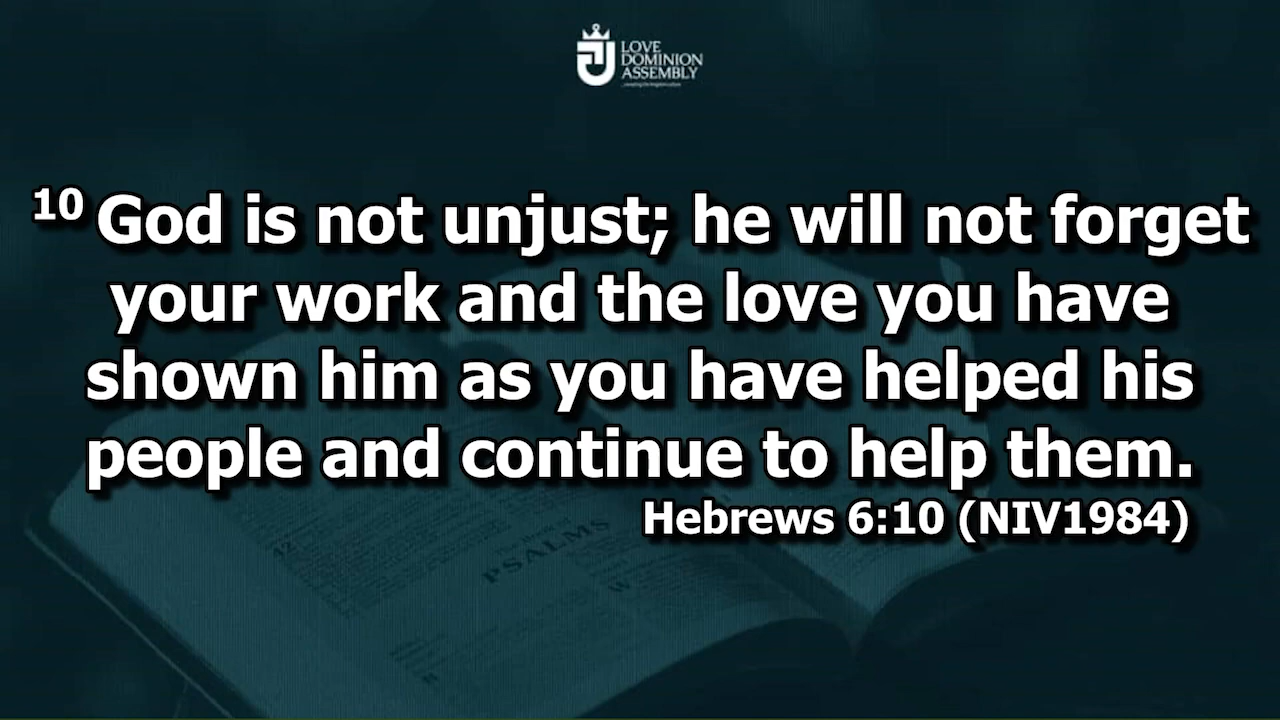 LOVE
DOMINION
ASSEMBLY
10 God is not unjust; he will not forget
your work and the love you have
shown him as you have helped his
people and continue to help them.
Hebrews 6:10 (NIV1984)
PSALMS